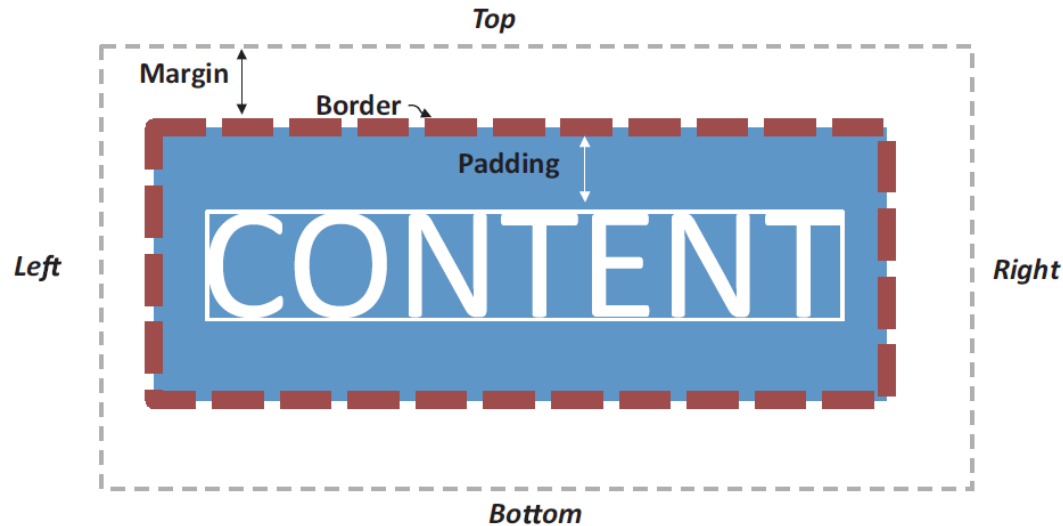 Top
Margin
Border
Padding
CONTENT
Left
Right
Bottom